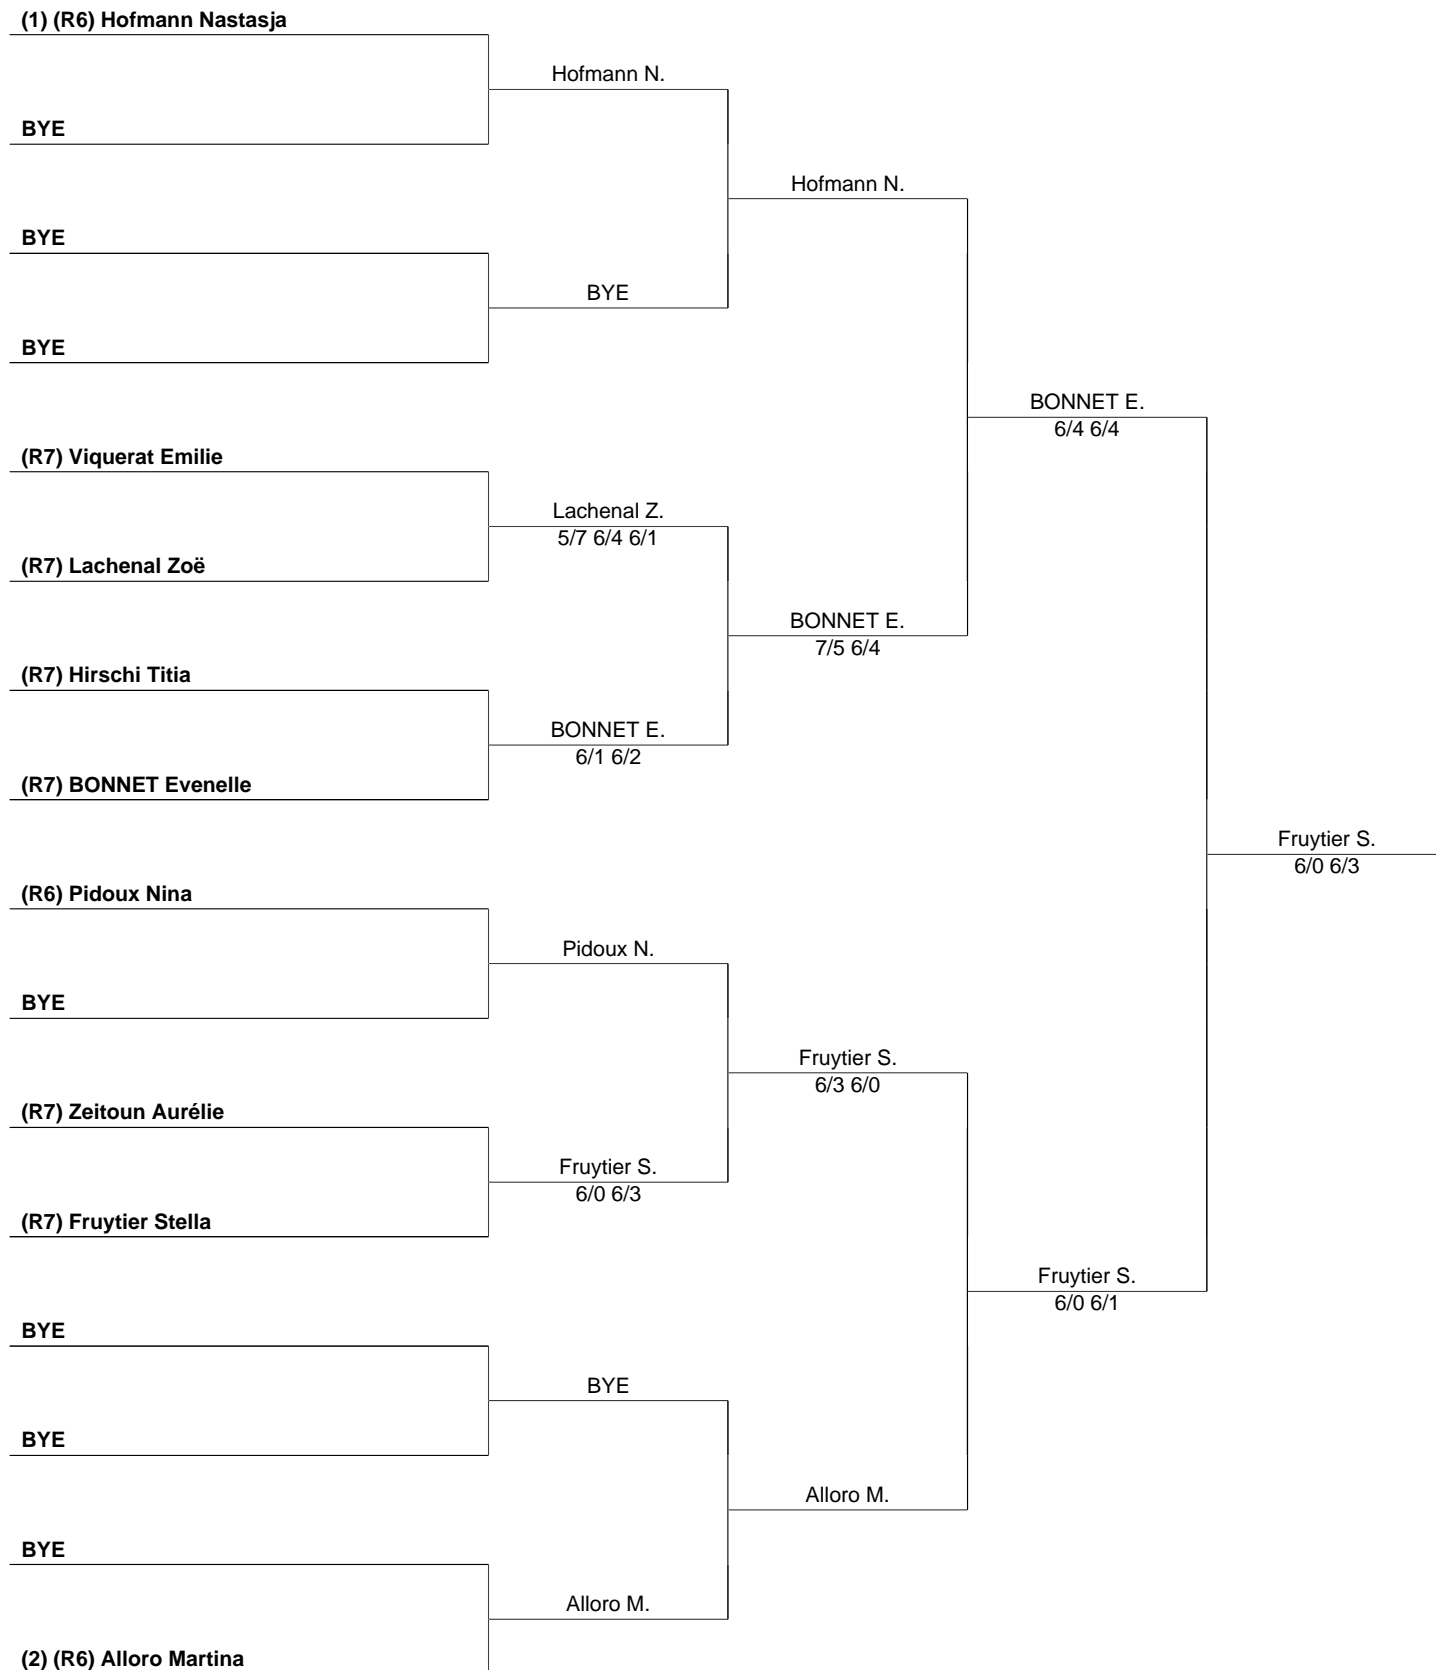 (1) (R6) Hofmann Nastasja
Hofmann N.
BYE
Hofmann N.
BYE
BYE
BYE
BONNET E.
6/4 6/4
(R7) Viquerat Emilie
Lachenal Z.
5/7 6/4 6/1
(R7) Lachenal Zoë
BONNET E.
7/5 6/4
(R7) Hirschi Titia
BONNET E.
6/1 6/2
(R7) BONNET Evenelle
Fruytier S.
6/0 6/3
(R6) Pidoux Nina
Pidoux N.
BYE
Fruytier S.
6/3 6/0
(R7) Zeitoun Aurélie
Fruytier S.
6/0 6/3
(R7) Fruytier Stella
Fruytier S.
6/0 6/1
BYE
BYE
BYE
Alloro M.
BYE
Alloro M.
(2) (R6) Alloro Martina